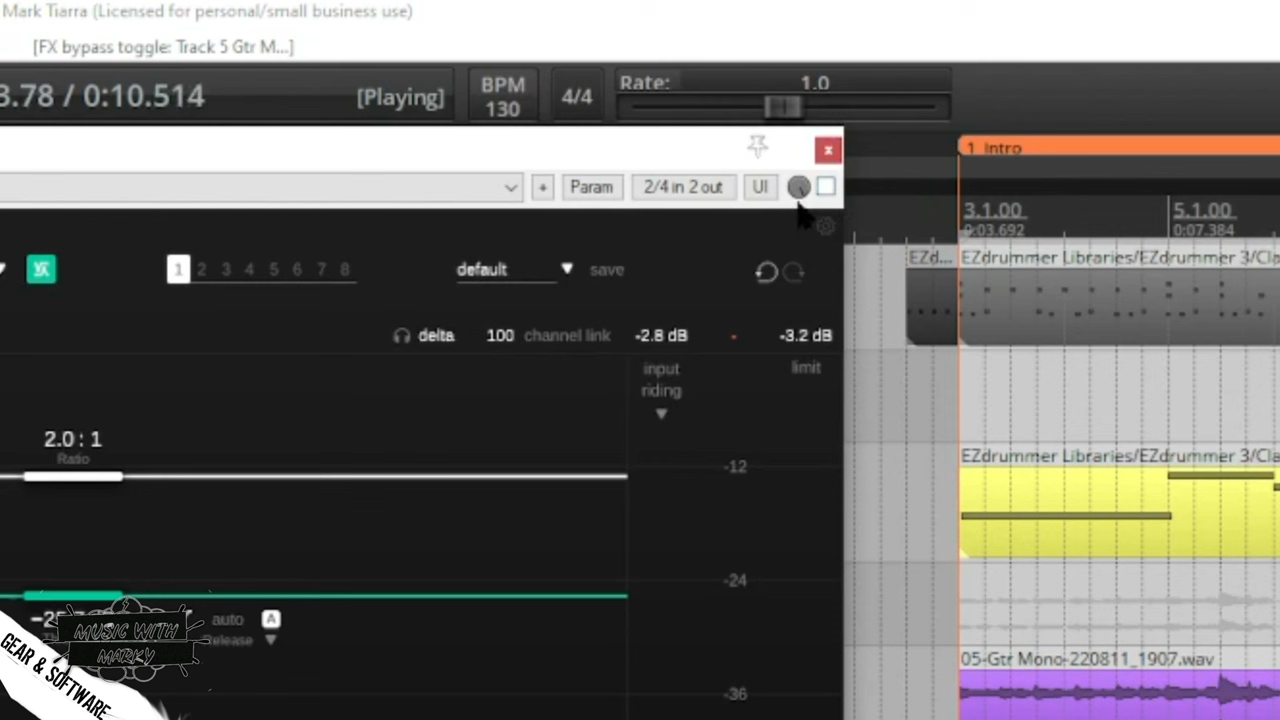 Mark Tiarra (Licensed for personal/small business use)
[FX bypass toggle: Track 5 Gtr M...]
3.78 / 0:10.514 [Playing] BPM 130 4/4 Rate: 1.0
1 Intro
+ Param 2/4 in 2 out UI
3.1.00 5.1.00
0:03.692 0:07.384
EZd... EZdrummer Libraries/EZdrummer 3/Cla
1 2 3 4 5 6 7 8 default save
delta 100 channel link -2.8 dB - -3.2 dB
input riding limit
2.0 : 1
Ratio
-12
EZdrummer Libraries/EZdrummer 3/Cla
-24
auto A
Release
MUSIC WITH
MARKY
GEAR & SOFTWARE
05-Gtr Mono-220811_1907.wav
-36